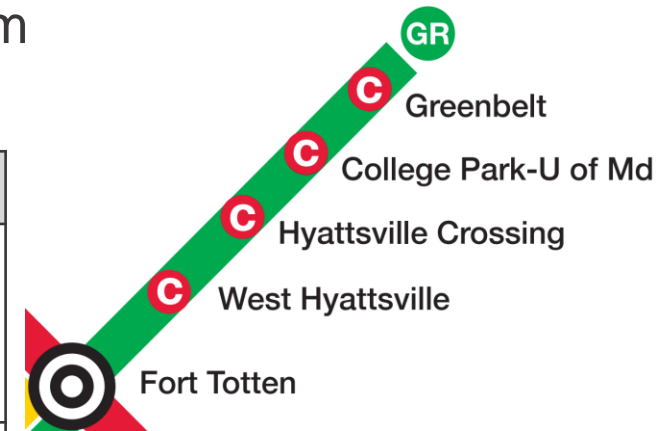 m
GR
C Greenbelt
C College Park-U of Md
C Hyattsville Crossing
C West Hyattsville
Fort Totten